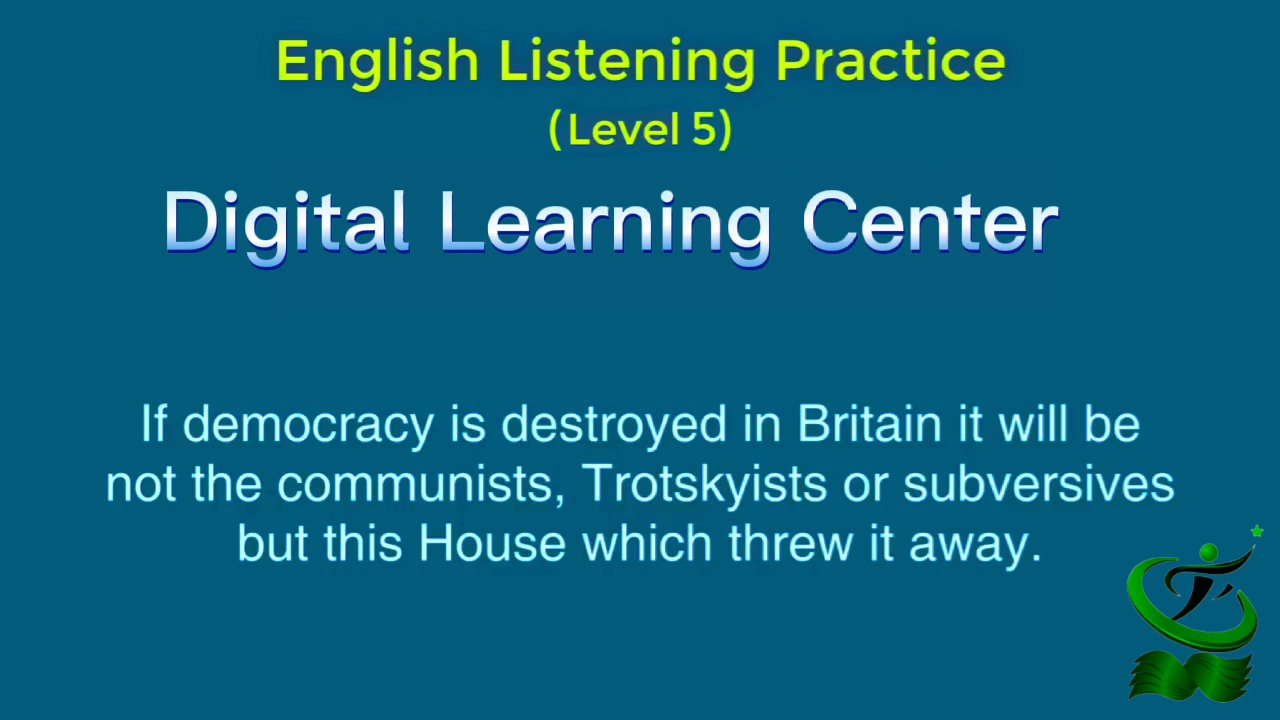 English Listening Practice
(Level 5)
Digital Learning Center
If democracy is destroyed in Britain it will be
not the communists, Trotskyists or subversives
but this House which threw it away.